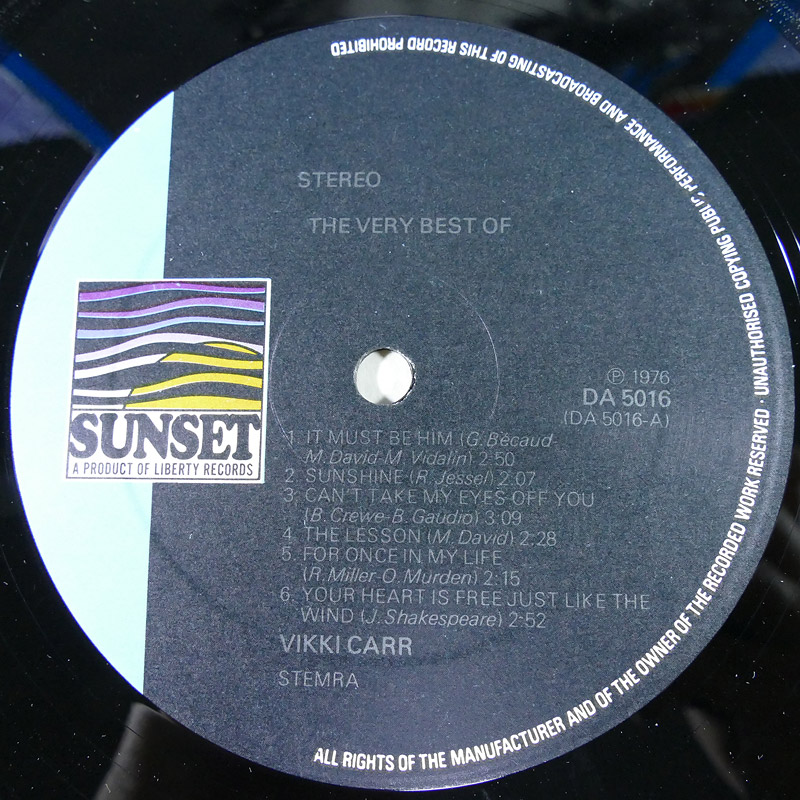 STEREO
THE VERY BEST OF
SUNSET
A PRODUCT OF LIBERTY RECORDS
℗ 1976
DA 5016
(DA 5016-A)
1. IT MUST BE HIM (G. Bécaud-
M. David-M. Vidalin) 2:50
2 SUNSHINE (R. Jessel) 2:07
3 CAN'T TAKE MY EYES OFF YOU
(B. Crewe-B. Gaudio) 3:09
4 THE LESSON (M. David) 2:28
5. FOR ONCE IN MY LIFE
(R. Miller-O. Murden) 2:15
6. YOUR HEART IS FREE JUST LIKE THE
WIND (J. Shakespeare) 2:52
VIKKI CARR
STEMRA
ALL RIGHTS OF THE MANUFACTURER AND OF THE OWNER OF THE RECORDED WORK RESERVED · UNAUTHORISED COPYING PUBLIC PERFORMANCE AND BROADCASTING OF THIS RECORD PROHIBITED